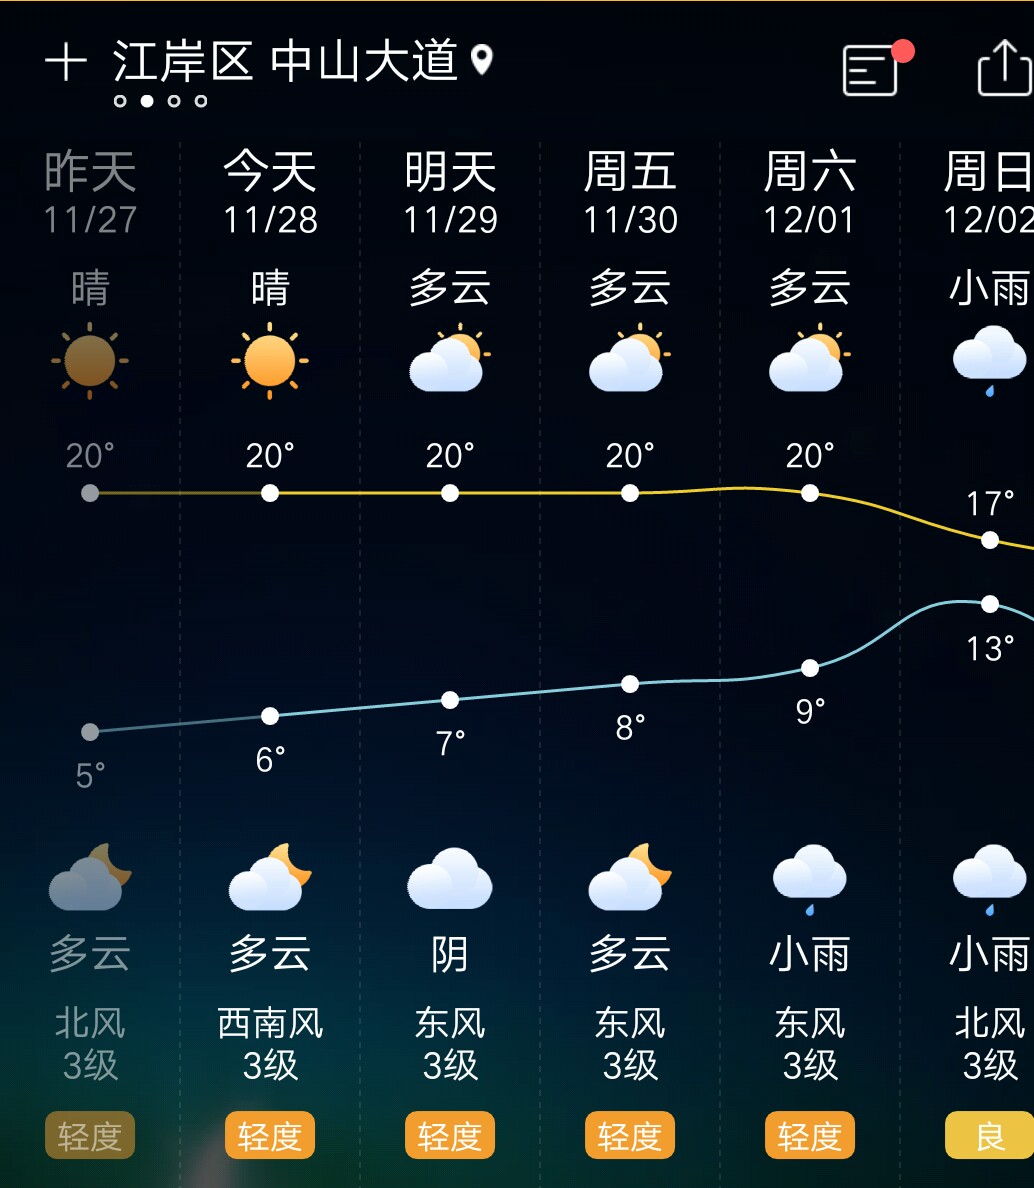 江岸区 中山大道
昨天 今天 明天 周五 周六 周日
11/27 11/28 11/29 11/30 12/01 12/02
晴 晴 多云 多云 多云 小雨
20° 20° 20° 20° 20° 17°
5° 6° 7° 8° 9° 13°
多云 多云 阴 多云 小雨 小雨
北风 西南风 东风 东风 东风 北风
3级 3级 3级 3级 3级 3级
轻度 轻度 轻度 轻度 轻度 良